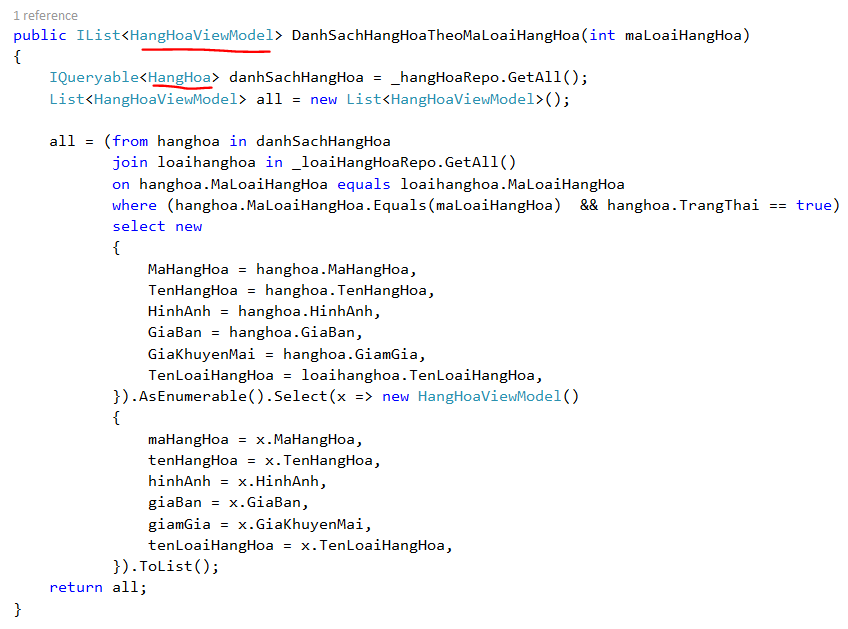 1 reference
public IList<HangHoaViewModel> DanhSachHangHoaTheoMaLoaiHangHoa(int maLoaiHangHoa)
{
    IQueryable<HangHoa> danhSachHangHoa = _hangHoaRepo.GetAll();
    List<HangHoaViewModel> all = new List<HangHoaViewModel>();

    all = (from hanghoa in danhSachHangHoa
           join loaihanghoa in _loaiHangHoaRepo.GetAll()
           on hanghoa.MaLoaiHangHoa equals loaihanghoa.MaLoaiHangHoa
           where (hanghoa.MaLoaiHangHoa.Equals(maLoaiHangHoa)  && hanghoa.TrangThai == true)
           select new
           {
               MaHangHoa = hanghoa.MaHangHoa,
               TenHangHoa = hanghoa.TenHangHoa,
               HinhAnh = hanghoa.HinhAnh,
               GiaBan = hanghoa.GiaBan,
               GiaKhuyenMai = hanghoa.GiamGia,
               TenLoaiHangHoa = loaihanghoa.TenLoaiHangHoa,
           }).AsEnumerable().Select(x => new HangHoaViewModel()
           {
               maHangHoa = x.MaHangHoa,
               tenHangHoa = x.TenHangHoa,
               hinhAnh = x.HinhAnh,
               giaBan = x.GiaBan,
               giamGia = x.GiaKhuyenMai,
               tenLoaiHangHoa = x.TenLoaiHangHoa,
           }).ToList();
    return all;
}